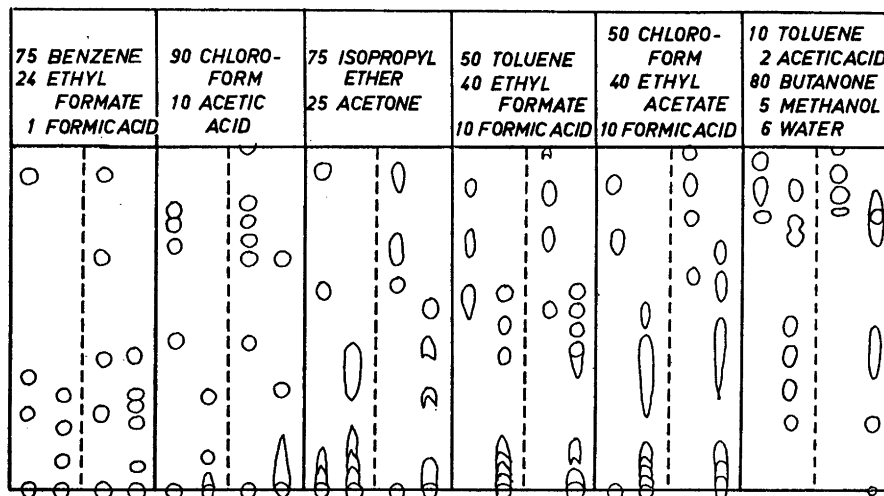 75 BENZENE
24 ETHYL
FORMATE
1 FORMIC ACID
90 CHLORO-
FORM
10 ACETIC
ACID
75 ISOPROPYL
ETHER
25 ACETONE
50 TOLUENE
40 ETHYL
FORMATE
10 FORMIC ACID
50 CHLORO-
FORM
40 ETHYL
ACETATE
10 FORMIC ACID
10 TOLUENE
2 ACETIC ACID
80 BUTANONE
5 METHANOL
6 WATER